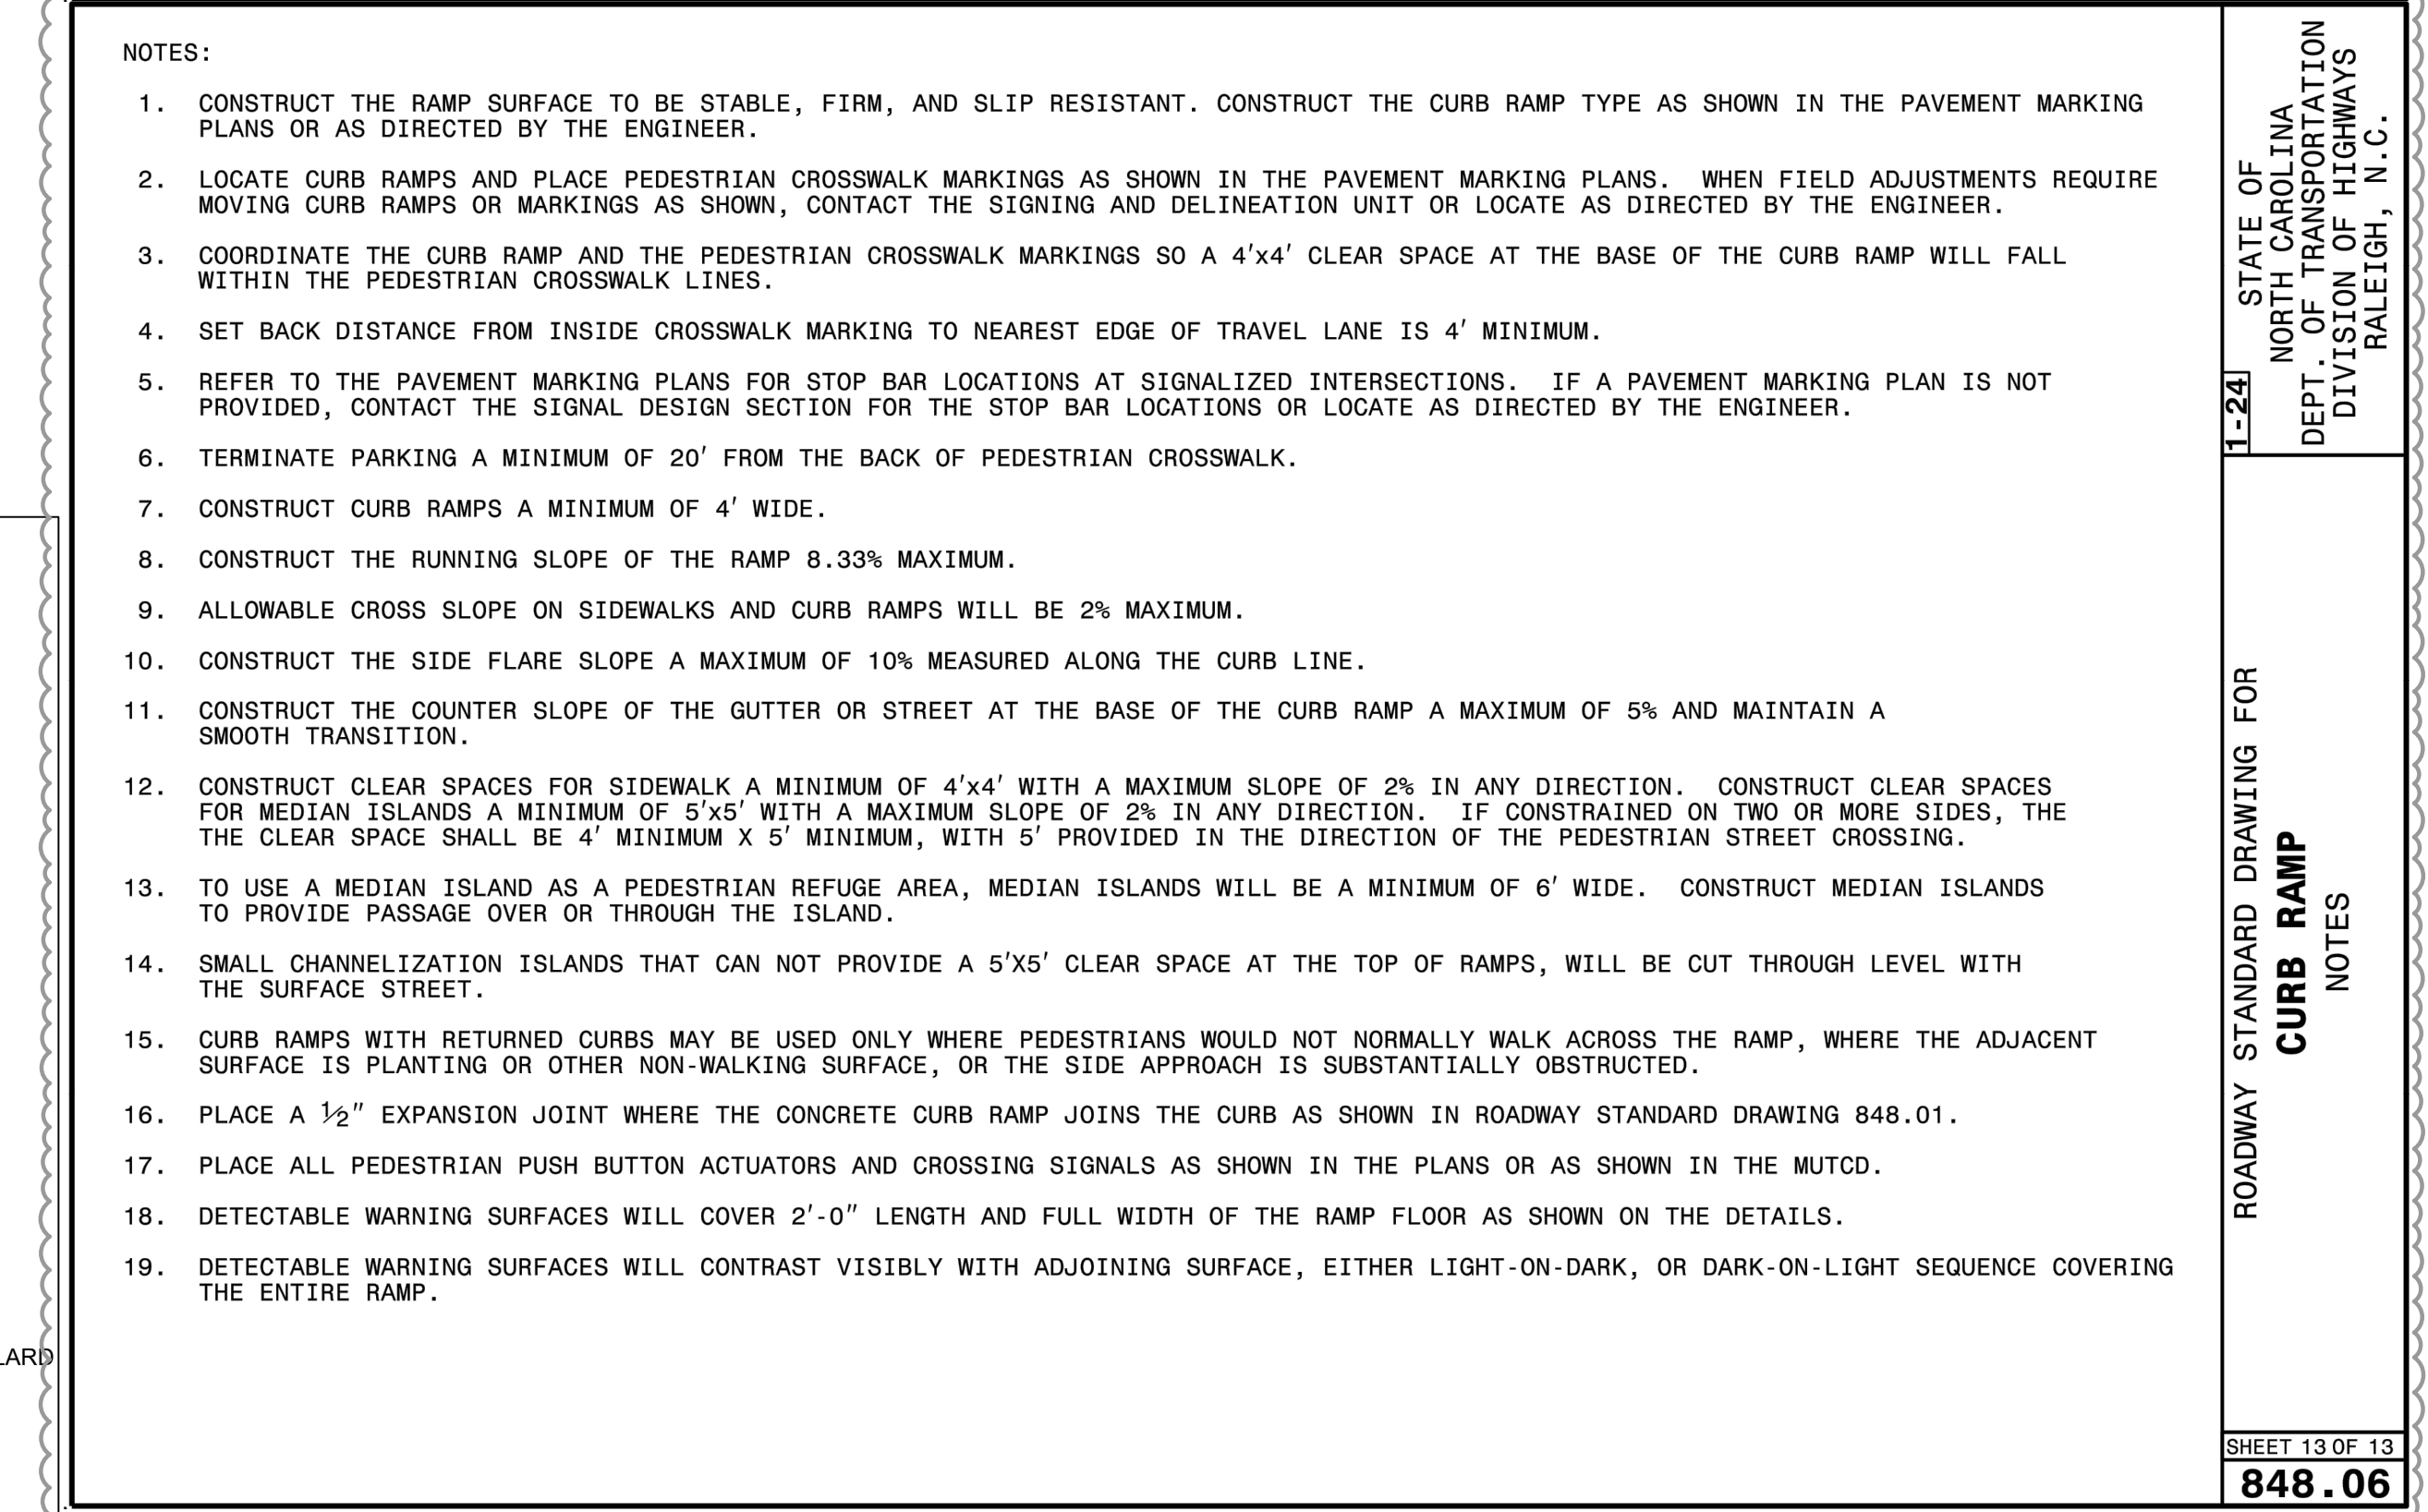 NOTES:
1. CONSTRUCT THE RAMP SURFACE TO BE STABLE, FIRM, AND SLIP RESISTANT. CONSTRUCT THE CURB RAMP TYPE AS SHOWN IN THE PAVEMENT MARKING
PLANS OR AS DIRECTED BY THE ENGINEER.
2. LOCATE CURB RAMPS AND PLACE PEDESTRIAN CROSSWALK MARKINGS AS SHOWN IN THE PAVEMENT MARKING PLANS. WHEN FIELD ADJUSTMENTS REQUIRE
MOVING CURB RAMPS OR MARKINGS AS SHOWN, CONTACT THE SIGNING AND DELINEATION UNIT OR LOCATE AS DIRECTED BY THE ENGINEER.
3. COORDINATE THE CURB RAMP AND THE PEDESTRIAN CROSSWALK MARKINGS SO A 4'x4' CLEAR SPACE AT THE BASE OF THE CURB RAMP WILL FALL
WITHIN THE PEDESTRIAN CROSSWALK LINES.
4. SET BACK DISTANCE FROM INSIDE CROSSWALK MARKING TO NEAREST EDGE OF TRAVEL LANE IS 4' MINIMUM.
5. REFER TO THE PAVEMENT MARKING PLANS FOR STOP BAR LOCATIONS AT SIGNALIZED INTERSECTIONS. IF A PAVEMENT MARKING PLAN IS NOT
PROVIDED, CONTACT THE SIGNAL DESIGN SECTION FOR THE STOP BAR LOCATIONS OR LOCATE AS DIRECTED BY THE ENGINEER.
6. TERMINATE PARKING A MINIMUM OF 20' FROM THE BACK OF PEDESTRIAN CROSSWALK.
7. CONSTRUCT CURB RAMPS A MINIMUM OF 4' WIDE.
8. CONSTRUCT THE RUNNING SLOPE OF THE RAMP 8.33% MAXIMUM.
9. ALLOWABLE CROSS SLOPE ON SIDEWALKS AND CURB RAMPS WILL BE 2% MAXIMUM.
10. CONSTRUCT THE SIDE FLARE SLOPE A MAXIMUM OF 10% MEASURED ALONG THE CURB LINE.
11. CONSTRUCT THE COUNTER SLOPE OF THE GUTTER OR STREET AT THE BASE OF THE CURB RAMP A MAXIMUM OF 5% AND MAINTAIN A
SMOOTH TRANSITION.
12. CONSTRUCT CLEAR SPACES FOR SIDEWALK A MINIMUM OF 4'x4' WITH A MAXIMUM SLOPE OF 2% IN ANY DIRECTION. CONSTRUCT CLEAR SPACES
FOR MEDIAN ISLANDS A MINIMUM OF 5'x5' WITH A MAXIMUM SLOPE OF 2% IN ANY DIRECTION. IF CONSTRAINED ON TWO OR MORE SIDES, THE
THE CLEAR SPACE SHALL BE 4' MINIMUM X 5' MINIMUM, WITH 5' PROVIDED IN THE DIRECTION OF THE PEDESTRIAN STREET CROSSING.
13. TO USE A MEDIAN ISLAND AS A PEDESTRIAN REFUGE AREA, MEDIAN ISLANDS WILL BE A MINIMUM OF 6' WIDE. CONSTRUCT MEDIAN ISLANDS
TO PROVIDE PASSAGE OVER OR THROUGH THE ISLAND.
14. SMALL CHANNELIZATION ISLANDS THAT CAN NOT PROVIDE A 5'X5' CLEAR SPACE AT THE TOP OF RAMPS, WILL BE CUT THROUGH LEVEL WITH
THE SURFACE STREET.
15. CURB RAMPS WITH RETURNED CURBS MAY BE USED ONLY WHERE PEDESTRIANS WOULD NOT NORMALLY WALK ACROSS THE RAMP, WHERE THE ADJACENT
SURFACE IS PLANTING OR OTHER NON-WALKING SURFACE, OR THE SIDE APPROACH IS SUBSTANTIALLY OBSTRUCTED.
16. PLACE A ½" EXPANSION JOINT WHERE THE CONCRETE CURB RAMP JOINS THE CURB AS SHOWN IN ROADWAY STANDARD DRAWING 848.01.
17. PLACE ALL PEDESTRIAN PUSH BUTTON ACTUATORS AND CROSSING SIGNALS AS SHOWN IN THE PLANS OR AS SHOWN IN THE MUTCD.
18. DETECTABLE WARNING SURFACES WILL COVER 2'-0" LENGTH AND FULL WIDTH OF THE RAMP FLOOR AS SHOWN ON THE DETAILS.
19. DETECTABLE WARNING SURFACES WILL CONTRAST VISIBLY WITH ADJOINING SURFACE, EITHER LIGHT-ON-DARK, OR DARK-ON-LIGHT SEQUENCE COVERING
THE ENTIRE RAMP.
LARD
1-24
STATE OF
NORTH CAROLINA
DEPT. OF TRANSPORTATION
DIVISION OF HIGHWAYS
RALEIGH, N.C.
ROADWAY STANDARD DRAWING FOR
CURB RAMP
NOTES
SHEET 13 OF 13
848.06